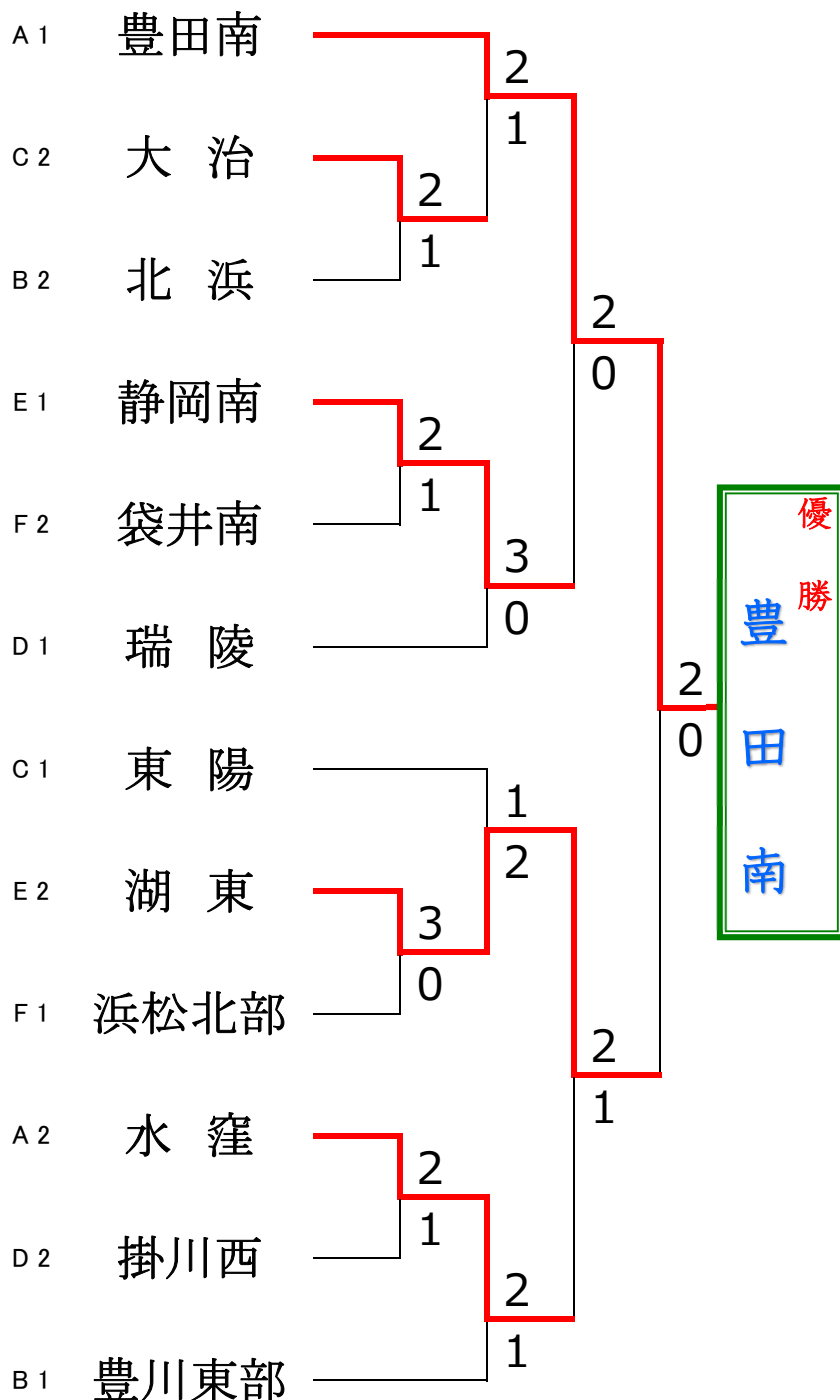 A1 豊田南
2
1
C2 大 治
2
1
B2 北 浜
2
0
E1 静岡南
2
1
F2 袋井南
3
0
D1 瑞 陵
2
0
C1 東 陽
1
2
E2 湖 東
3
0
F1 浜松北部
2
1
A2 水 窪
2
1
D2 掛川西
2
1
B1 豊川東部
優勝
豊田南